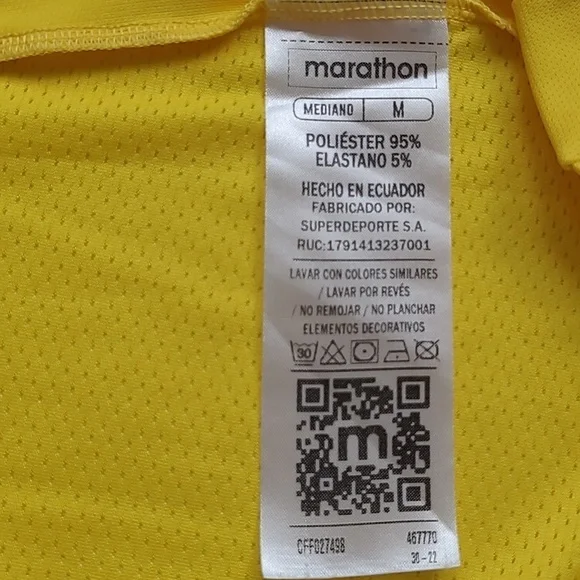 marathon
MEDIANO M
POLIÉSTER 95%
ELASTANO 5%
HECHO EN ECUADOR
FABRICADO POR:
SUPERDEPORTE S.A.
RUC:1791413237001
LAVAR CON COLORES SIMILARES
/ LAVAR POR REVÉS
/ NO REMOJAR / NO PLANCHAR
ELEMENTOS DECORATIVOS
30
m
CFF027498 467770
30-22